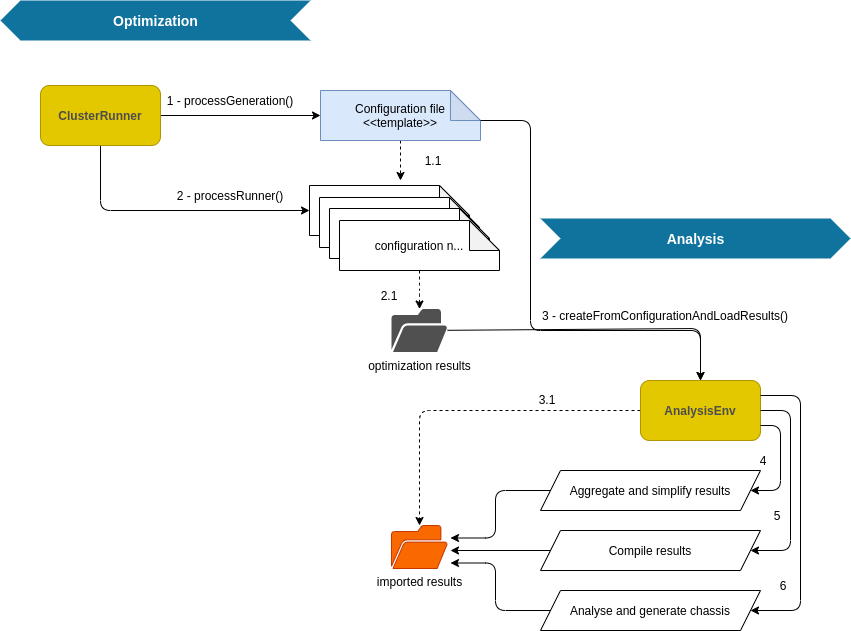 Optimization
ClusterRunner
1 - processGeneration()
Configuration file
<<template>>
1.1
2 - processRunner()
configuration n...
Analysis
2.1
3 - createFromConfigurationAndLoadResults()
optimization results
3.1
AnalysisEnv
4
Aggregate and simplify results
5
Compile results
imported results
6
Analyse and generate chassis